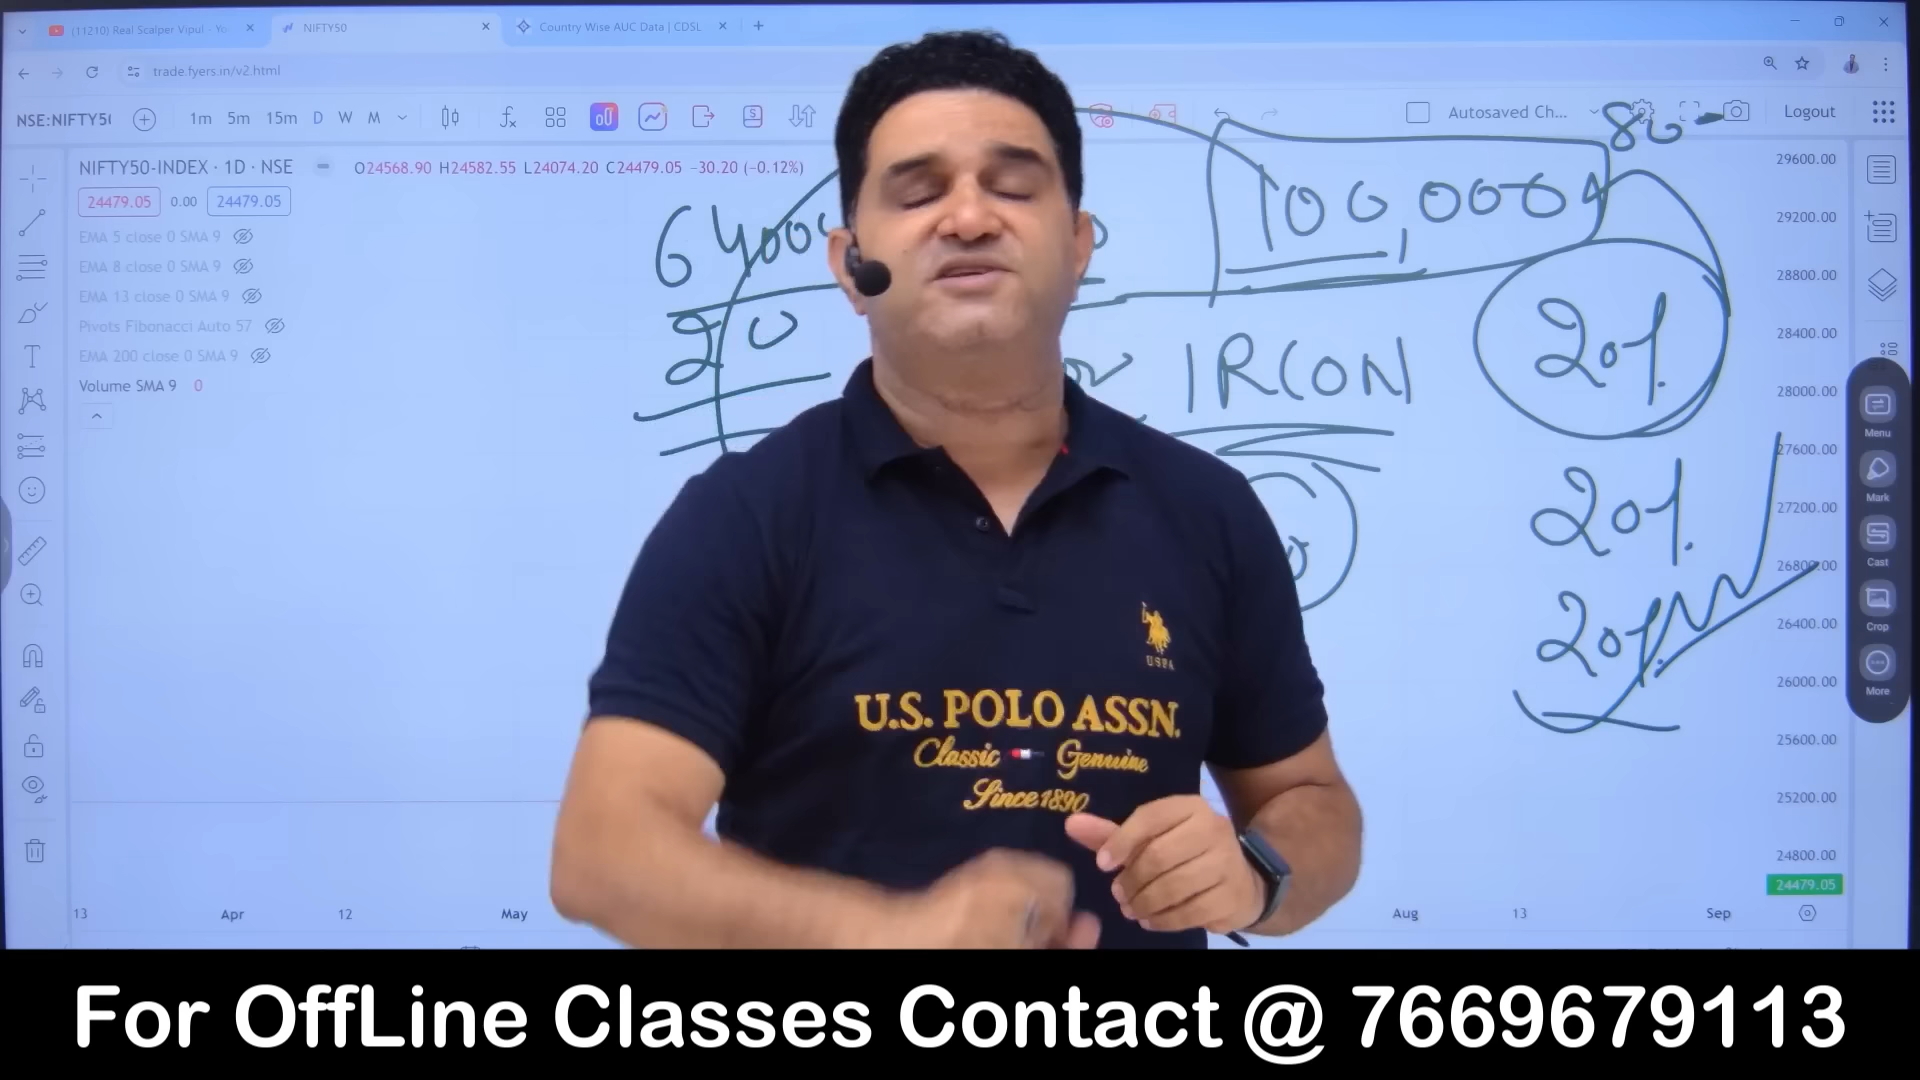 (11210) Real Scalper Vipul - Yo
NIFTY50
Country Wise AUC Data | CDSL
trade.fyers.in/v2.html
NSE:NIFTY5
1m 5m 15m D W M
Autosaved Ch...
Logout
NIFTY50-INDEX · 1D · NSE
O24568.90 H24582.55 L24074.20 C24479.05 −30.20 (−0.12%)
24479.05 0.00 24479.05
EMA 5 close 0 SMA 9
EMA 8 close 0 SMA 9
EMA 13 close 0 SMA 9
Pivots Fibonacci Auto 57
EMA 200 close 0 SMA 9
Volume SMA 9 0
80
100,000
20
IRCON
20%
20%
20%
29600.00
29200.00
28800.00
28400.00
28000.00
27600.00
27200.00
26800.00
26400.00
26000.00
25600.00
25200.00
24800.00
24479.05
Menu
Mark
Cast
Crop
More
USPA
U.S. POLO ASSN.
Classic Genuine
Since 1890
13 Apr 12 May Aug 13 Sep
For OffLine Classes Contact @ 7669679113